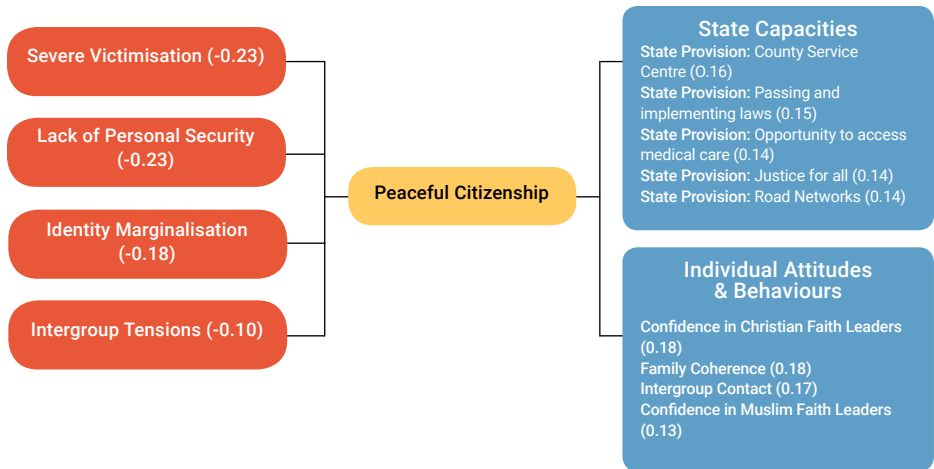 Severe Victimisation (-0.23)
Lack of Personal Security
(-0.23)
Identity Marginalisation
(-0.18)
Intergroup Tensions (-0.10)
Peaceful Citizenship
State Capacities
State Provision: County Service
Centre (O.16)
State Provision: Passing and
implementing laws (0.15)
State Provision: Opportunity to access
medical care (0.14)
State Provision: Justice for all (0.14)
State Provision: Road Networks (0.14)
Individual Attitudes
& Behaviours
Confidence in Christian Faith Leaders
(0.18)
Family Coherence (0.18)
Intergroup Contact (0.17)
Confidence in Muslim Faith Leaders
(0.13)